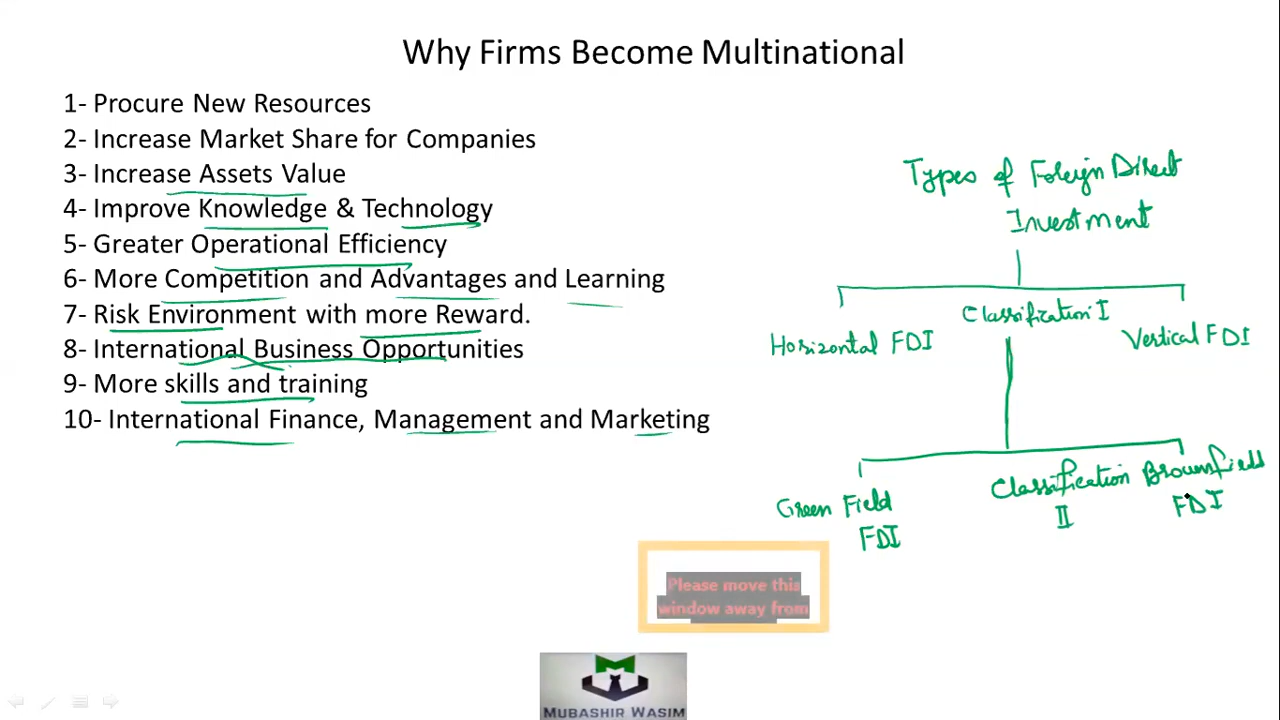 Why Firms Become Multinational
1- Procure New Resources
2- Increase Market Share for Companies
3- Increase Assets Value
4- Improve Knowledge & Technology
5- Greater Operational Efficiency
6- More Competition and Advantages and Learning
7- Risk Environment with more Reward.
8- International Business Opportunities
9- More skills and training
10- International Finance, Management and Marketing
Types of Foreign Direct
Investment
Classification I
Horizontal FDI
Vertical FDI
Green Field
FDI
Classification
II
Brownfield
FDI
Please move this
window away from
MUBASHIR WASIM